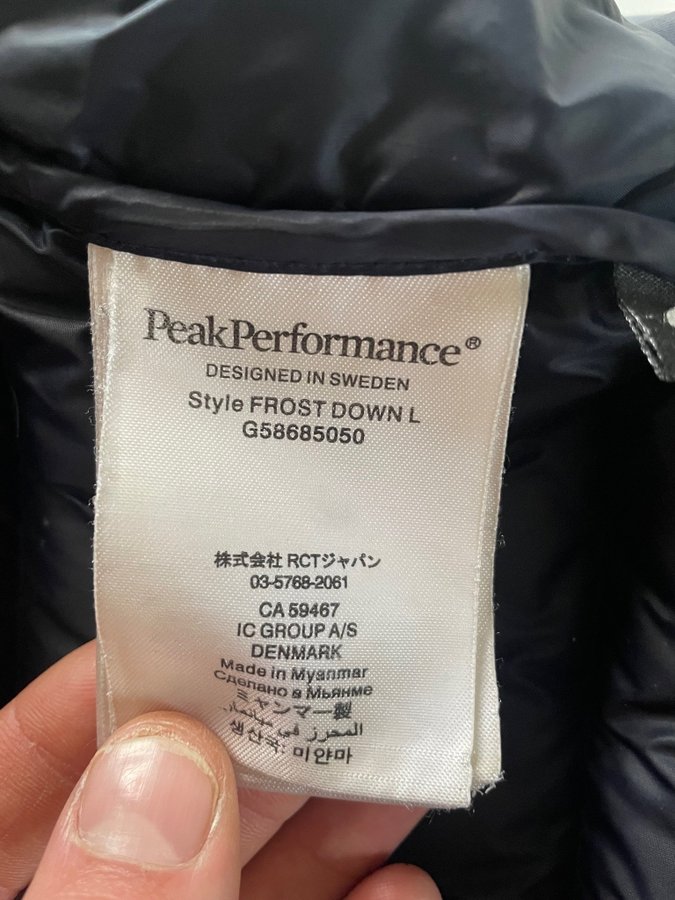 PeakPerformance®
DESIGNED IN SWEDEN
Style FROST DOWN L
G58685050
株式会社 RCTジャパン
03-5768-2061
CA 59467
IC GROUP A/S
DENMARK
Made in Myanmar
Сделано в Мьянме
ミャンマー製
المحرز في ميانمار.
생산국: 미얀마